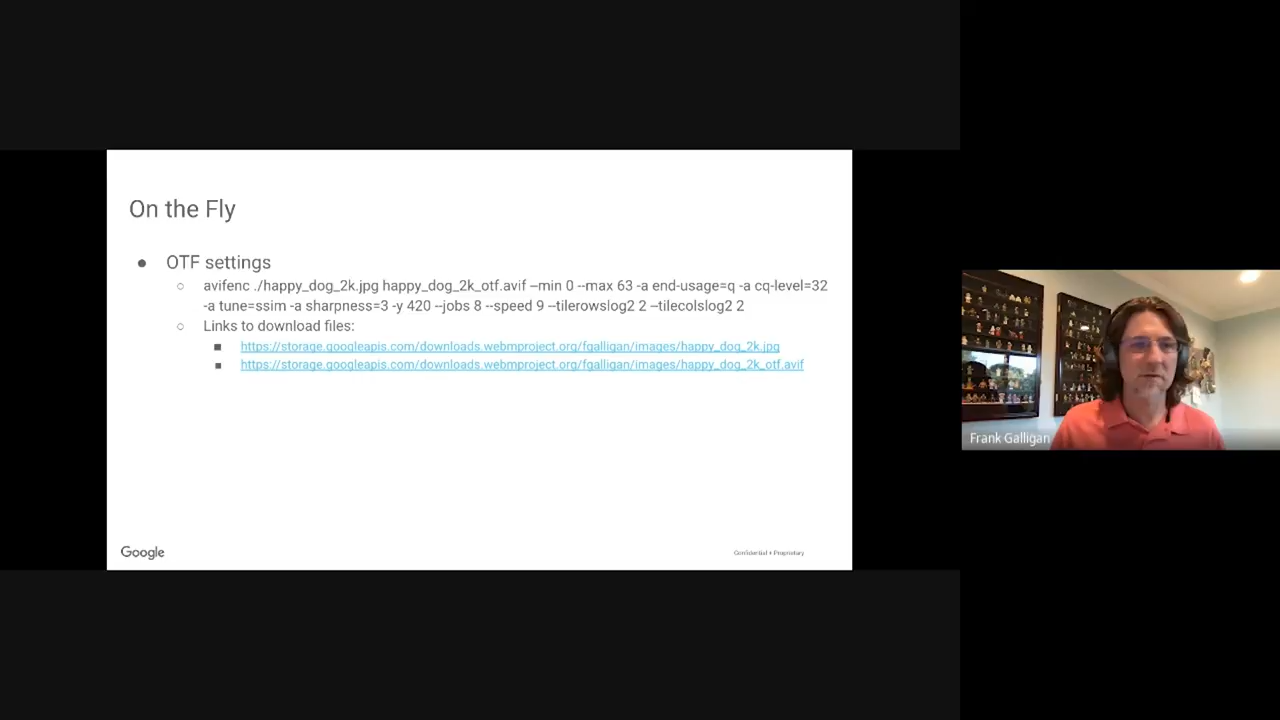 On the Fly
● OTF settings
○ avifenc ./happy_dog_2k.jpg happy_dog_2k_otf.avif –min 0 --max 63 -a end-usage=q -a cq-level=32
-a tune=ssim -a sharpness=3 -y 420 --jobs 8 --speed 9 --tilerowslog2 2 --tilecolslog2 2
○ Links to download files:
■ https://storage.googleapis.com/downloads.webmproject.org/fgalligan/images/happy_dog_2k.jpg
■ https://storage.googleapis.com/downloads.webmproject.org/fgalligan/images/happy_dog_2k_otf.avif
Google
Confidential + Proprietary
Frank Galligan